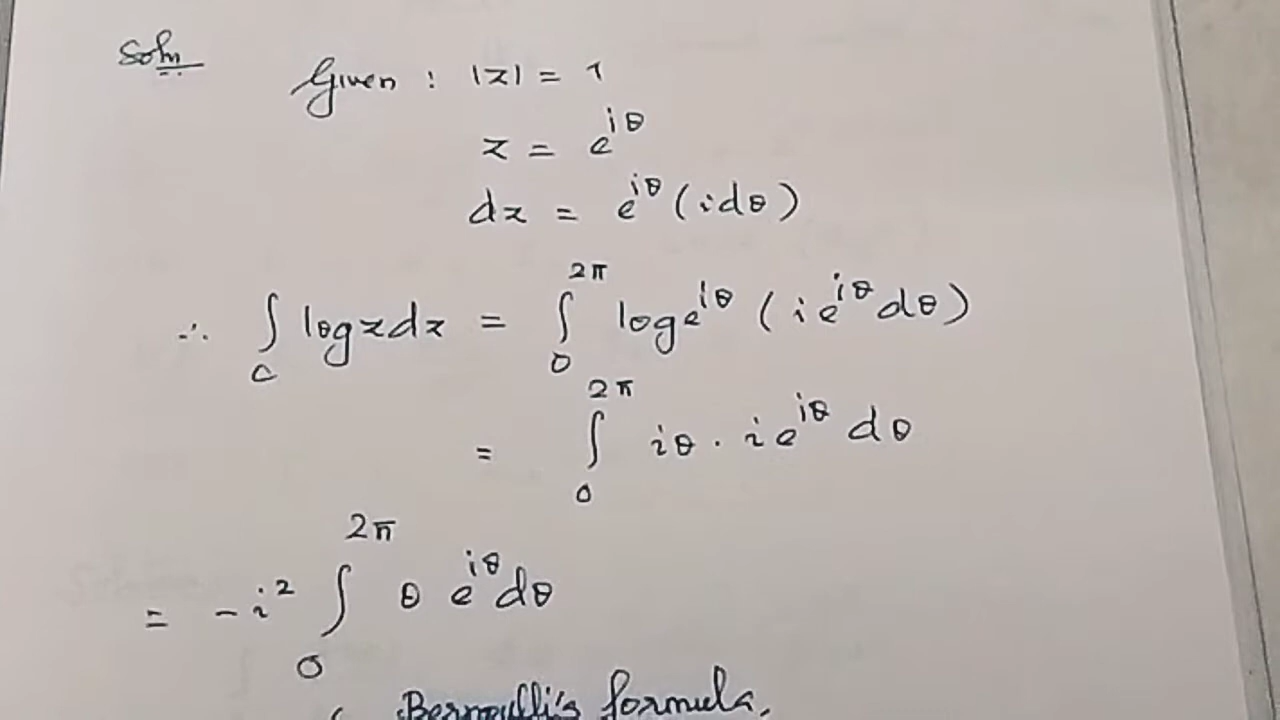 Soln
Given : |z| = 1
z = e^{iθ}
dz = e^{iθ} (i dθ)
∴ ∫_C log z dz = ∫_0^{2π} log e^{iθ} (i e^{iθ} dθ)
= ∫_0^{2π} iθ · i e^{iθ} dθ
= - i² ∫_0^{2π} θ e^{iθ} dθ
Bernoulli's formula,